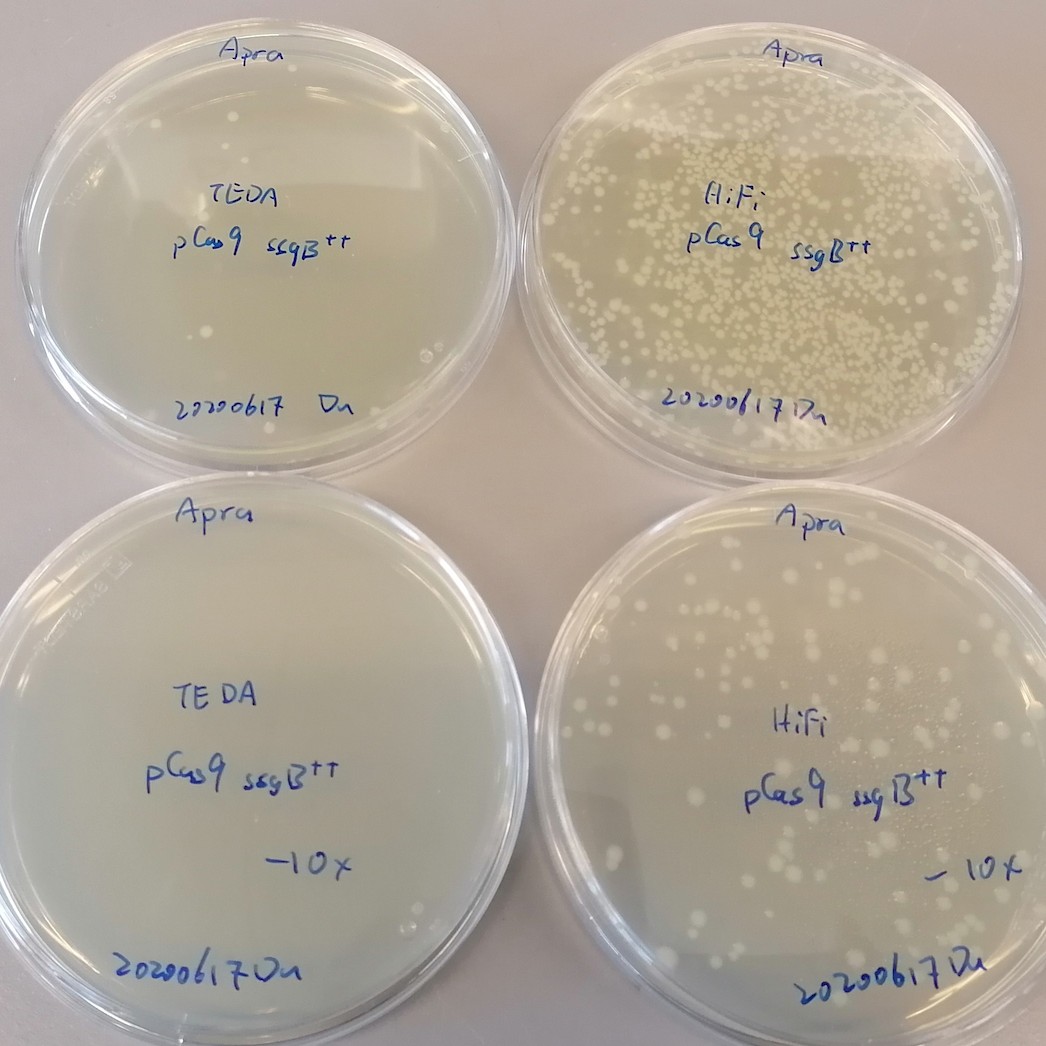 Apra
TEDA
pCas9 ssgB++
20200617 Du
Apra
HiFi
pCas9 ssgB++
20200617 Du
Apra
TEDA
pCas9 ssgB++
-10x
20200617 Du
Apra
HiFi
pCas9 ssgB++
- 10x
20200617 Du